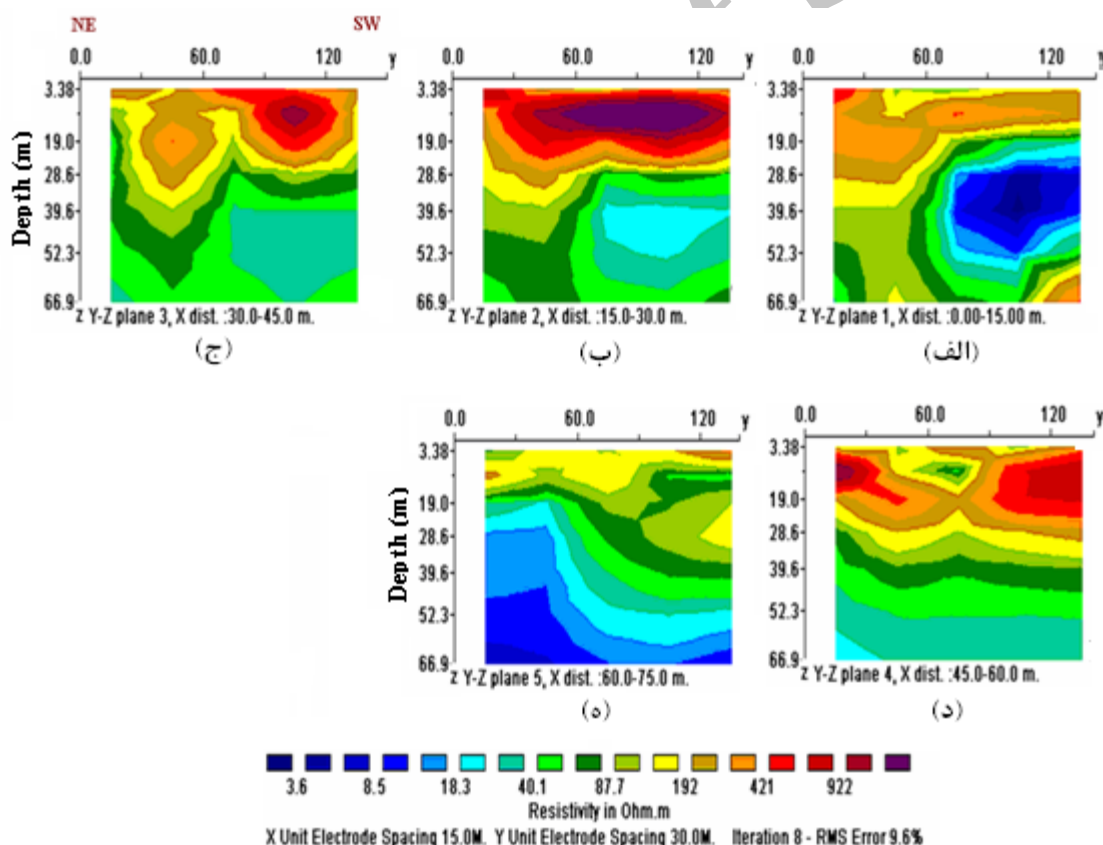 NE SW
0.0 60.0 120 y
3.38
19.0
28.6
39.6
52.3
66.9
Depth (m)
z Y-Z plane 3, X dist. :30.0-45.0 m.
(ج)
0.0 60.0 120 y
3.38
19.0
28.6
39.6
52.3
66.9
z Y-Z plane 2, X dist. :15.0-30.0 m.
(ب)
0.0 60.0 120 y
3.38
19.0
28.6
39.6
52.3
66.9
z Y-Z plane 1, X dist. :0.00-15.00 m.
(الف)
0.0 60.0 120 y
3.38
19.0
28.6
39.6
52.3
66.9
Depth (m)
z Y-Z plane 5, X dist. :60.0-75.0 m.
(ه)
0.0 60.0 120 y
3.38
19.0
28.6
39.6
52.3
66.9
z Y-Z plane 4, X dist. :45.0-60.0 m.
(د)
3.6 8.5 18.3 40.1 87.7 192 421 922
Resistivity in Ohm.m
X Unit Electrode Spacing 15.0M. Y Unit Electrode Spacing 30.0M. Iteration 8 - RMS Error 9.6%